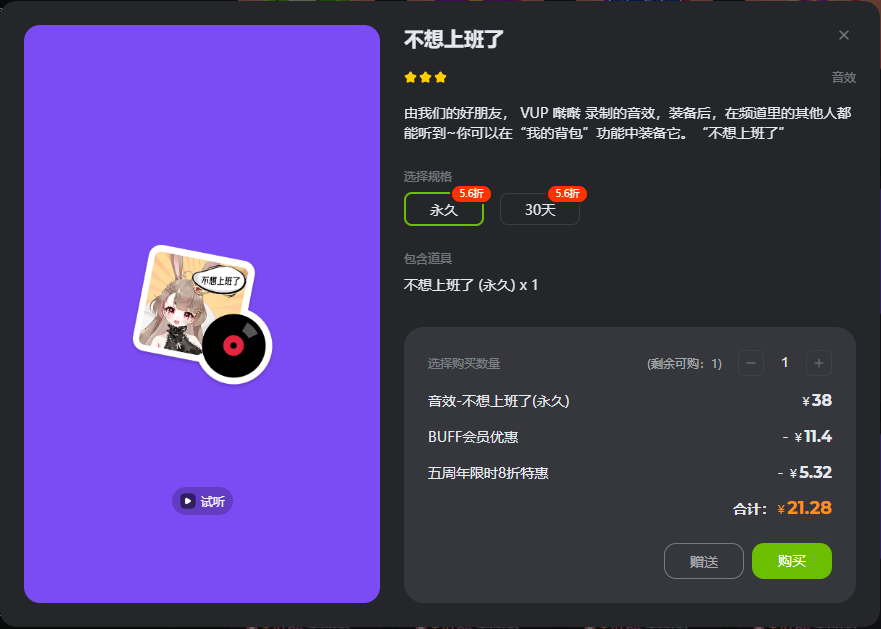 不想上班了
音效
由我们的好朋友， VUP 啾啾 录制的音效，装备后，在频道里的其他人都
能听到~你可以在“我的背包”功能中装备它。“不想上班了”
选择规格
5.6折
永久
5.6折
30天
包含道具
不想上班了 (永久) x 1
不想上班了
试听
选择购买数量
(剩余可购：1)
1
音效-不想上班了(永久)
¥38
BUFF会员优惠
- ¥11.4
五周年限时8折特惠
- ¥5.32
合计：¥21.28
赠送
购买